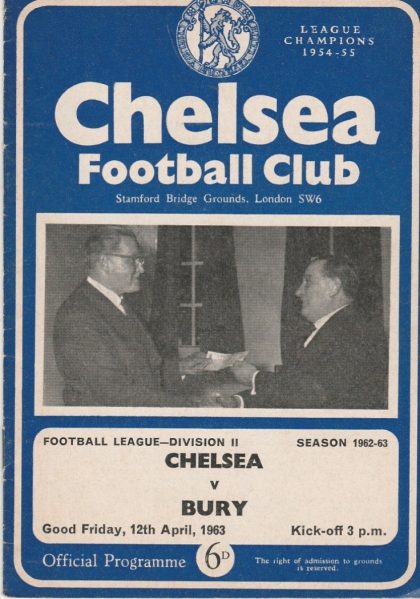 LEAGUE
CHAMPIONS
1954-55
Chelsea
Football Club
Stamford Bridge Grounds, London SW6
FOOTBALL LEAGUE—DIVISION II SEASON 1962-63
CHELSEA
v
BURY
Good Friday, 12th April, 1963 Kick-off 3 p.m.
Official Programme 6D The right of admission to grounds
is reserved.